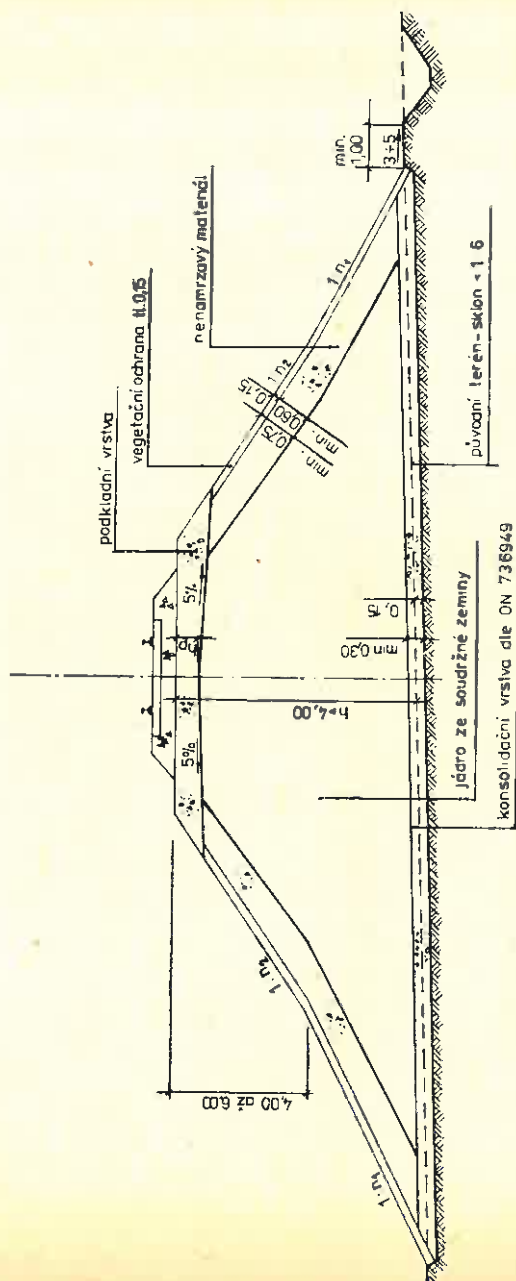 podkladní vrstva
vegetační ochrana tl.0,15
nenamrzavý materiál
min.
1,00
3÷5
4,00 až 6,00
1:n₂
1:n₁
5%
5%
h>4,00
0,15
min.0,60
min. 0,75
1:n₂
1:n₁
0,15
min 0,30
jádro ze soudržné zeminy
původní terén-sklon < 1:6
konsolidační vrstva dle ON 736949